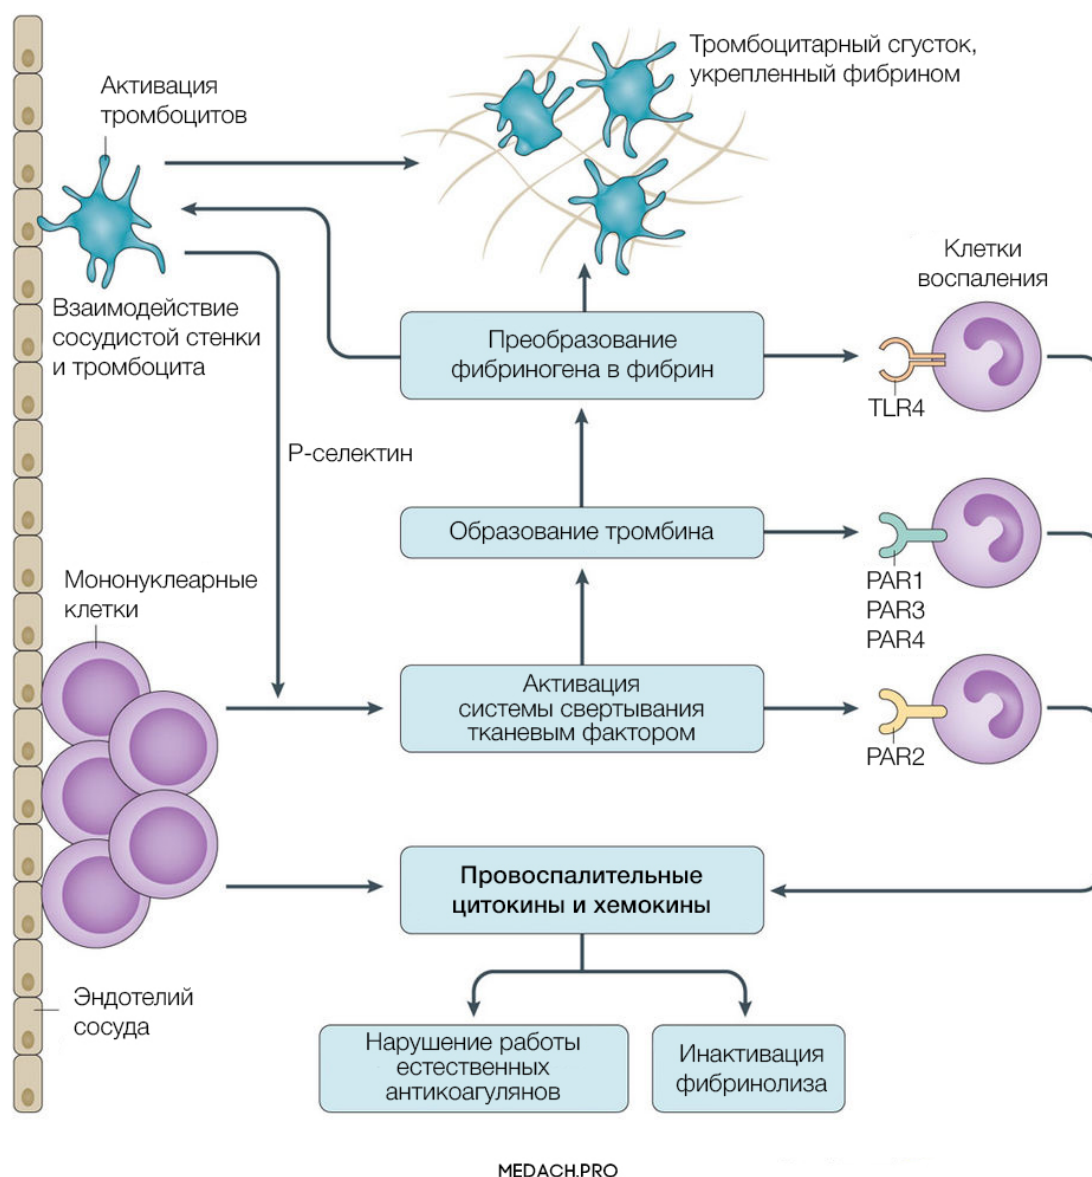 Тромбоцитарный сгусток,
укрепленный фибрином
Активация
тромбоцитов
Взаимодействие
сосудистой стенки
и тромбоцита
Клетки
воспаления
Преобразование
фибриногена в фибрин
TLR4
Р-селектин
Образование тромбина
PAR1
PAR3
PAR4
Мононуклеарные
клетки
Активация
системы свертывания
тканевым фактором
PAR2
Провоспалительные
цитокины и хемокины
Эндотелий
сосуда
Нарушение работы
естественных
антикоагулянов
Инактивация
фибринолиза
MEDACH.PRO